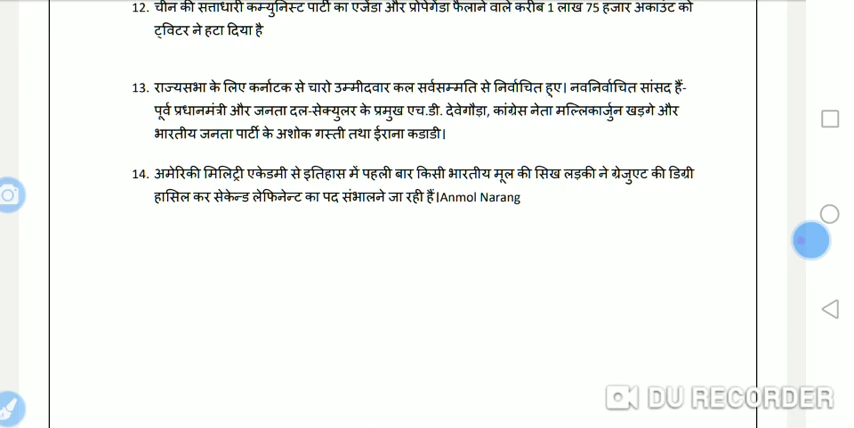 12. चीन की सत्ताधारी कम्युनिस्ट पार्टी का एजेंडा और प्रोपेगेंडा फैलाने वाले करीब 1 लाख 75 हजार अकाउंट को
ट्विटर ने हटा दिया है
13. राज्यसभा के लिए कर्नाटक से चारो उम्मीदवार कल सर्वसम्मति से निर्वाचित हूए। नवनिर्वाचित सांसद हैं-
पूर्व प्रधानमंत्री और जनता दल-सेक्युलर के प्रमुख एच.डी. देवेगौड़ा, कांग्रेस नेता मल्लिकार्जुन खड़गे और
भारतीय जनता पार्टी के अशोक गस्ती तथा ईराना कडाडी।
14. अमेरिकी मिलिट्री एकेडमी से इतिहास में पहली बार किसी भारतीय मूल की सिख लड़की ने ग्रेजुएट की डिग्री
हासिल कर सेकेन्ड लेफिनेन्ट का पद संभालने जा रही हैं।Anmol Narang
DU RECORDER